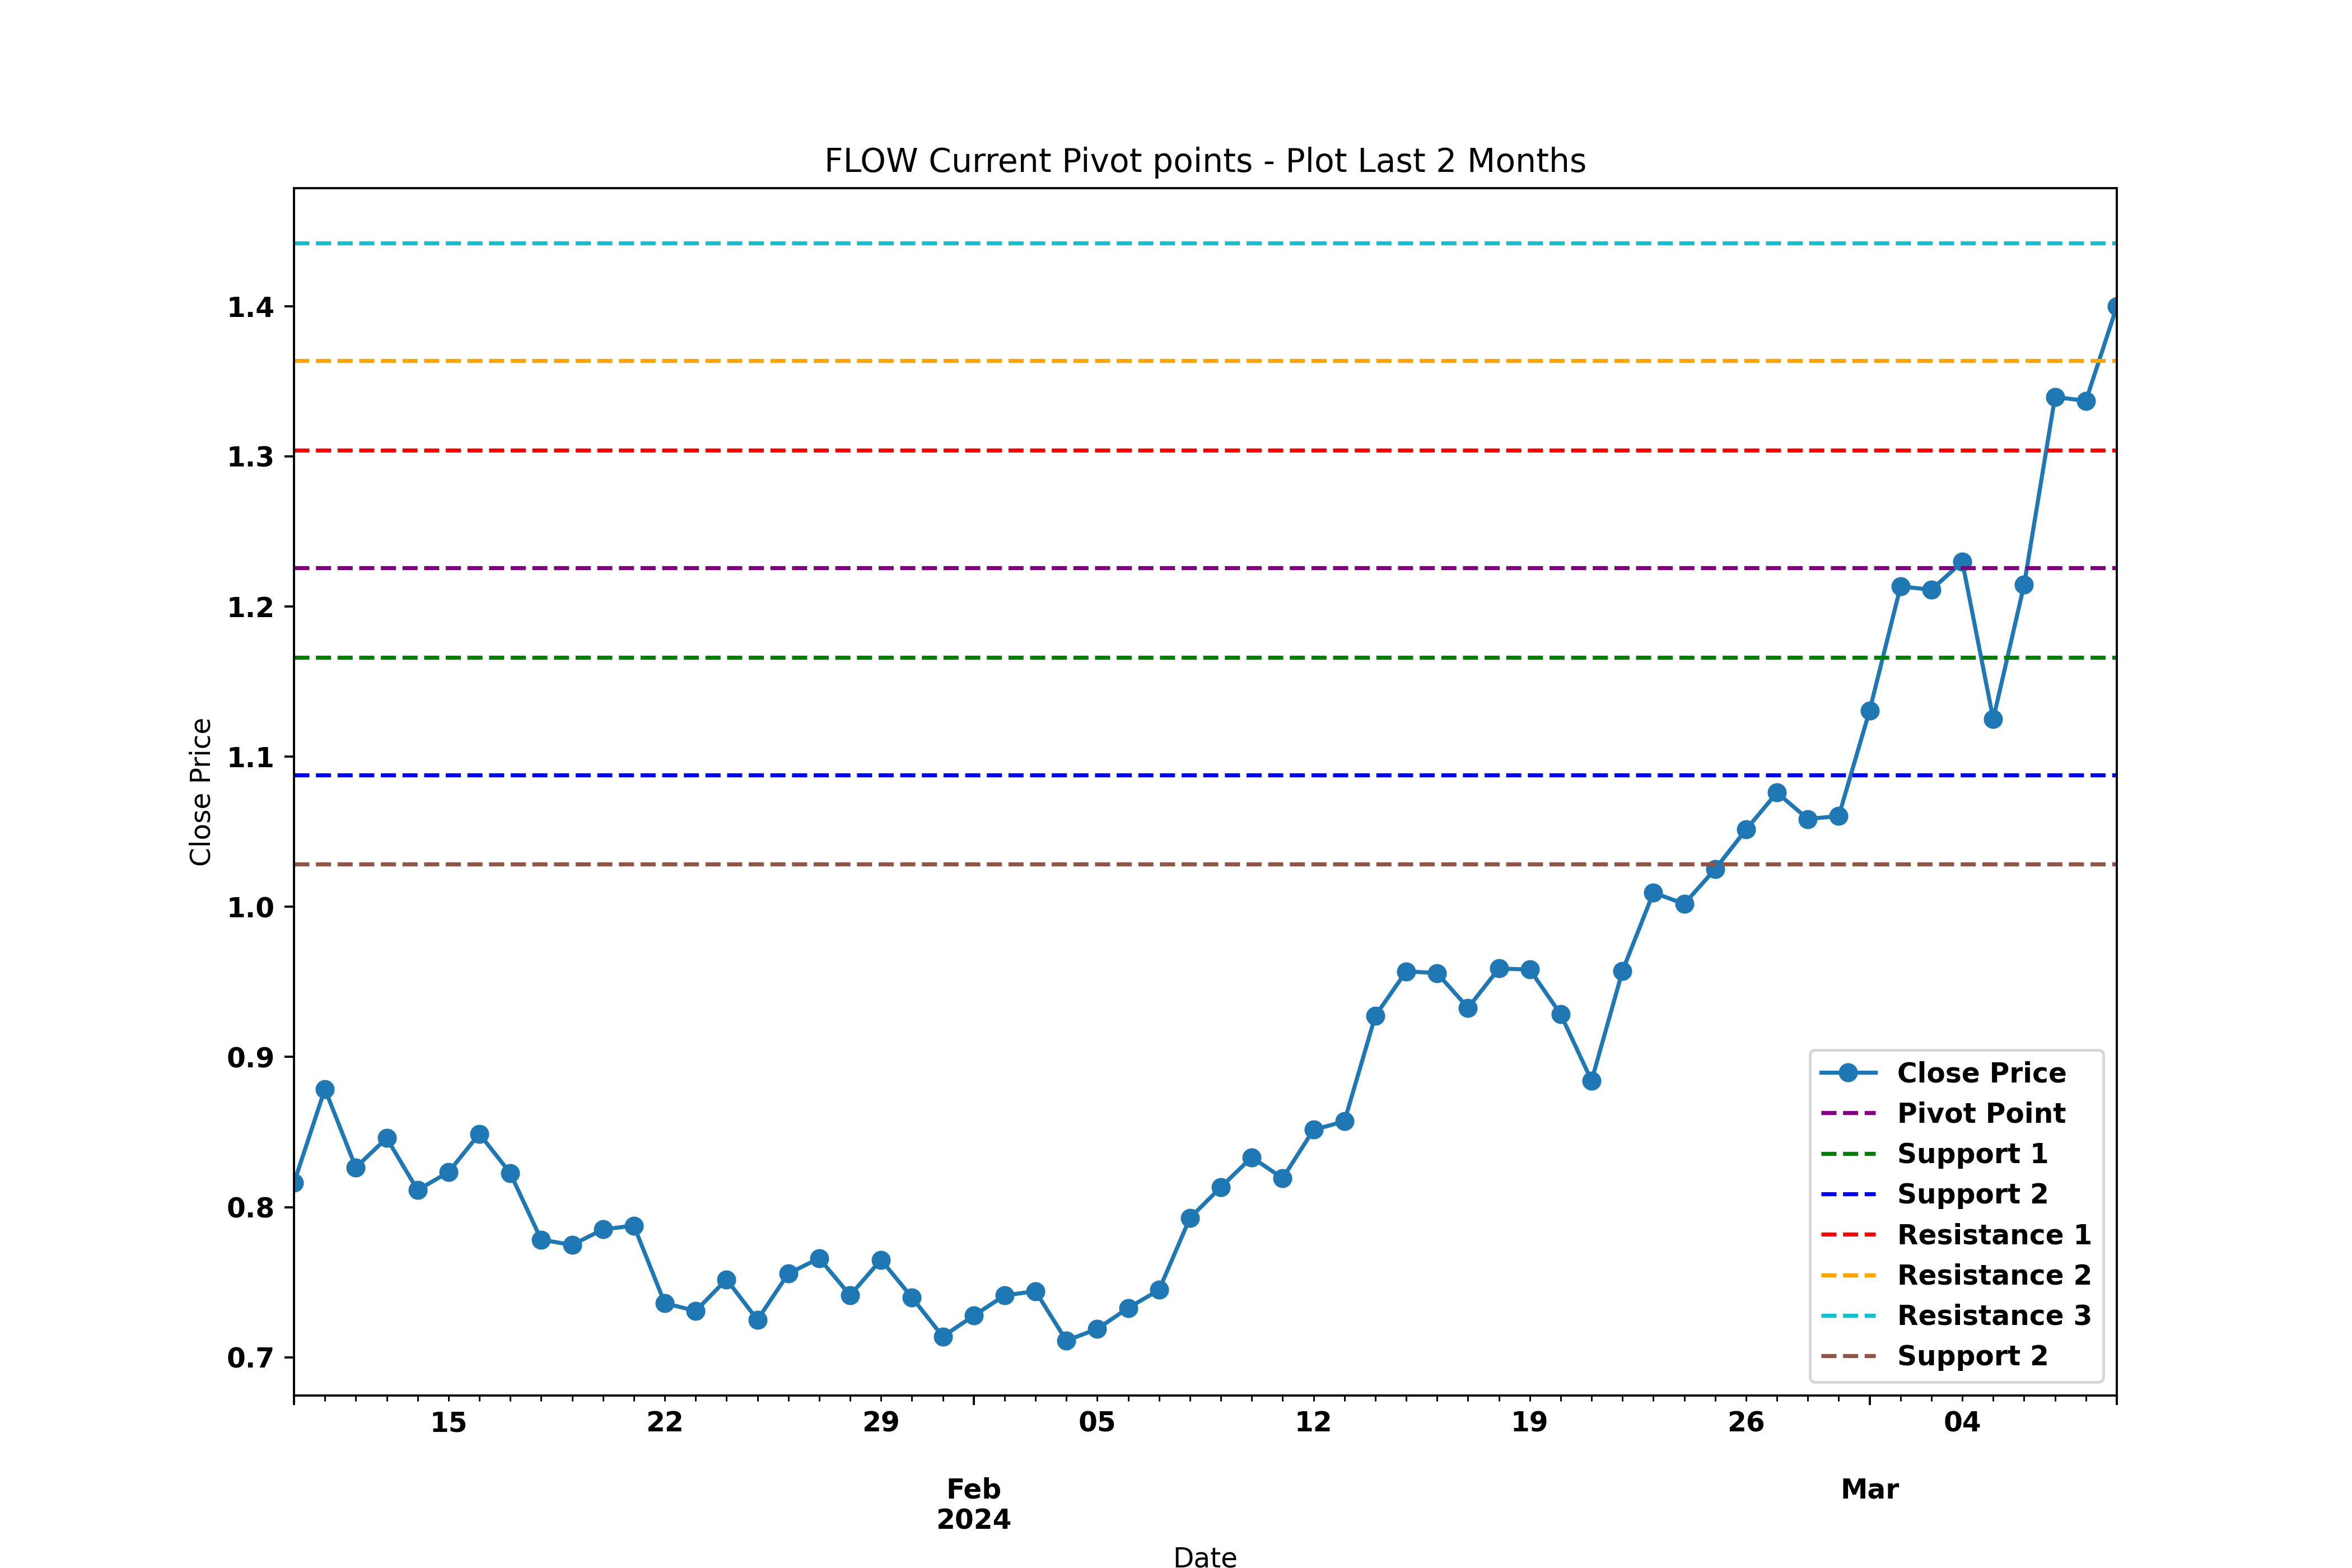 FLOW Current Pivot points - Plot Last 2 Months
Close Price
1.4
1.3
1.2
1.1
1.0
0.9
0.8
0.7
Close Price
Pivot Point
Support 1
Support 2
Resistance 1
Resistance 2
Resistance 3
Support 2
15 22 29 05 12 19 26 04
Feb Mar
2024
Date